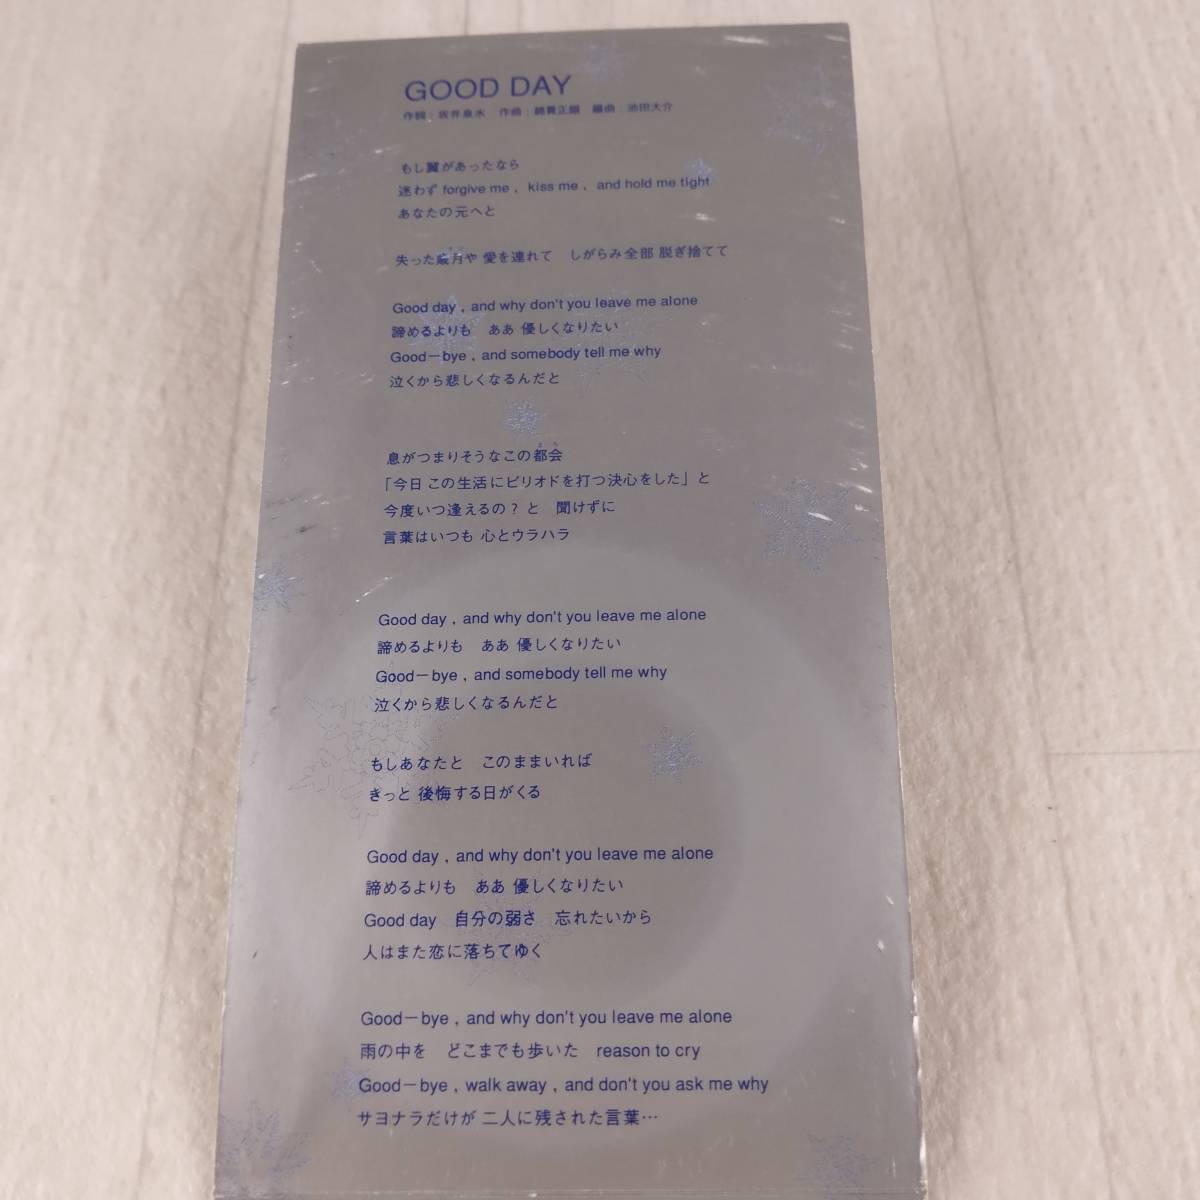 GOOD DAY
作詞:坂井泉水 作曲:綿貫正顕 編曲:池田大介
もし翼があったなら
迷わず forgive me , kiss me , and hold me tight
あなたの元へと
失った歳月や 愛を連れて しがらみ全部 脱ぎ捨てて
Good day , and why don't you leave me alone
諦めるよりも ああ 優しくなりたい
Good−bye , and somebody tell me why
泣くから悲しくなるんだと
息がつまりそうなこの都会
「今日 この生活にピリオドを打つ決心をした」と
今度いつ逢えるの? と 聞けずに
言葉はいつも 心とウラハラ
Good day , and why don't you leave me alone
諦めるよりも ああ 優しくなりたい
Good−bye , and somebody tell me why
泣くから悲しくなるんだと
もしあなたと このままいれば
きっと 後悔する日がくる
Good day , and why don't you leave me alone
諦めるよりも ああ 優しくなりたい
Good day 自分の弱さ 忘れたいから
人はまた恋に落ちてゆく
Good−bye , and why don't you leave me alone
雨の中を どこまでも歩いた reason to cry
Good−bye , walk away , and don't you ask me why
サヨナラだけが 二人に残された言葉…